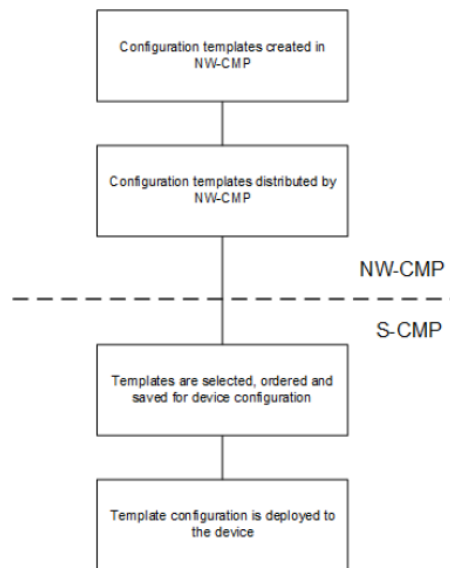 Configuration templates created in
NW-CMP
Configuration templates distributed by
NW-CMP
NW-CMP
S-CMP
Templates are selected, ordered and
saved for device configuration
Template configuration is deployed to
the device